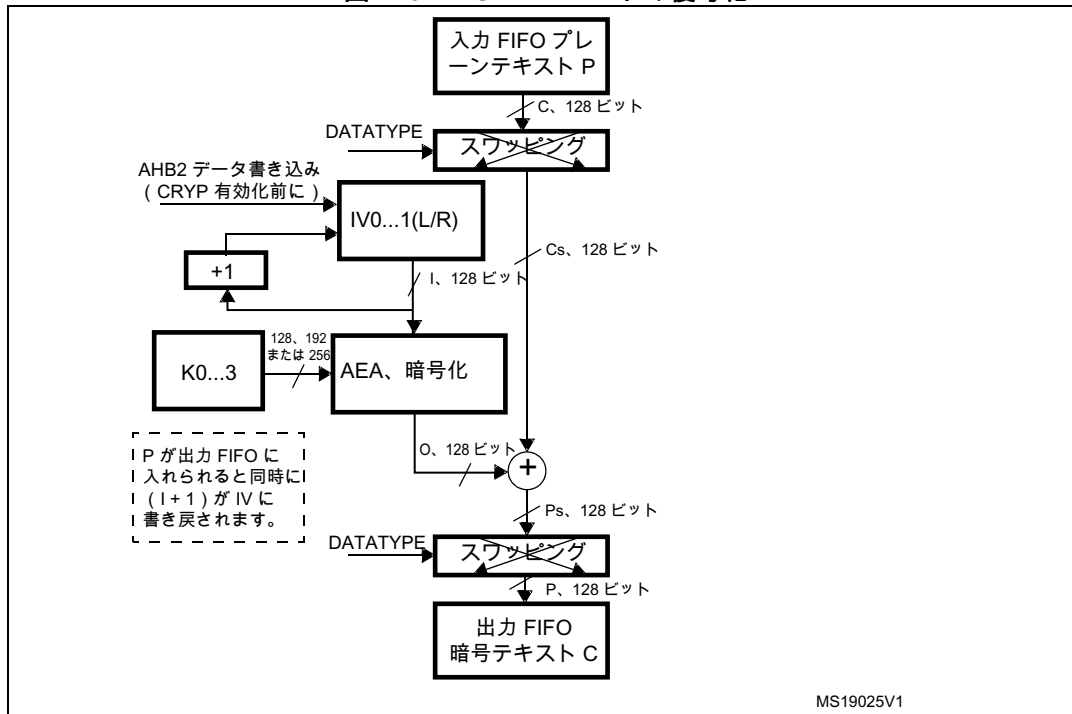 入力 FIFO プレ
ーンテキスト P
C、128 ビット
DATATYPE
スワッピング
AHB2 データ書き込み
( CRYP 有効化前に )
IV0...1(L/R)
Cs、128 ビット
+1
I、128 ビット
128、192
または 256
K0...3
AEA、暗号化
P が出力 FIFO に
入れられると同時に
( I + 1 ) が IV に
書き戻されます。
O、128 ビット
+
Ps、128 ビット
DATATYPE
スワッピング
P、128 ビット
出力 FIFO
暗号テキスト C
MS19025V1